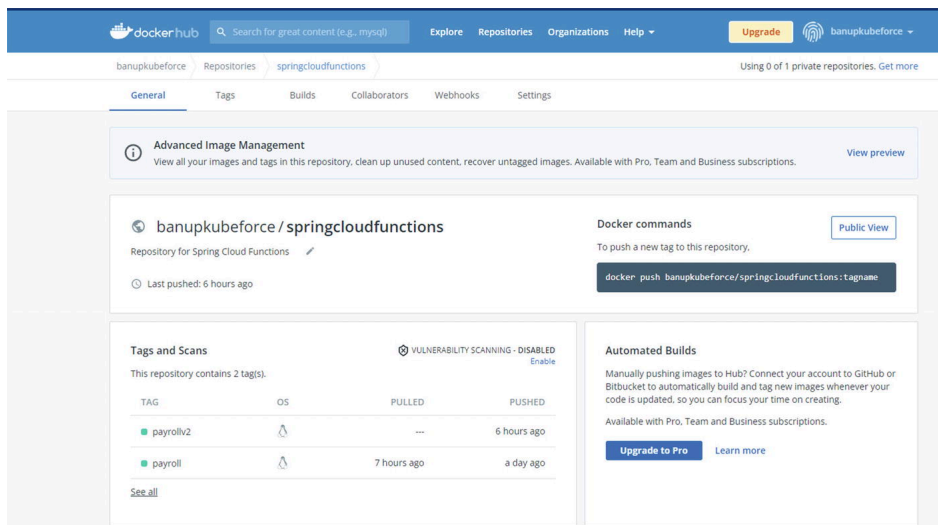 dockerhub
Search for great content (e.g., mysql)
Explore
Repositories
Organizations
Help
Upgrade
banupkubeforce
banupkubeforce
Repositories
springcloudfunctions
Using 0 of 1 private repositories. Get more
General
Tags
Builds
Collaborators
Webhooks
Settings
Advanced Image Management
View all your images and tags in this repository, clean up unused content, recover untagged images. Available with Pro, Team and Business subscriptions.
View preview
banupkubeforce / springcloudfunctions
Repository for Spring Cloud Functions
Last pushed: 6 hours ago
Docker commands
Public View
To push a new tag to this repository,
docker push banupkubeforce/springcloudfunctions:tagname
Tags and Scans
VULNERABILITY SCANNING - DISABLED
Enable
This repository contains 2 tag(s).
TAG OS PULLED PUSHED
payrollv2 --- 6 hours ago
payroll 7 hours ago a day ago
See all
Automated Builds
Manually pushing images to Hub? Connect your account to GitHub or
Bitbucket to automatically build and tag new images whenever your
code is updated, so you can focus your time on creating.
Available with Pro, Team and Business subscriptions.
Upgrade to Pro
Learn more